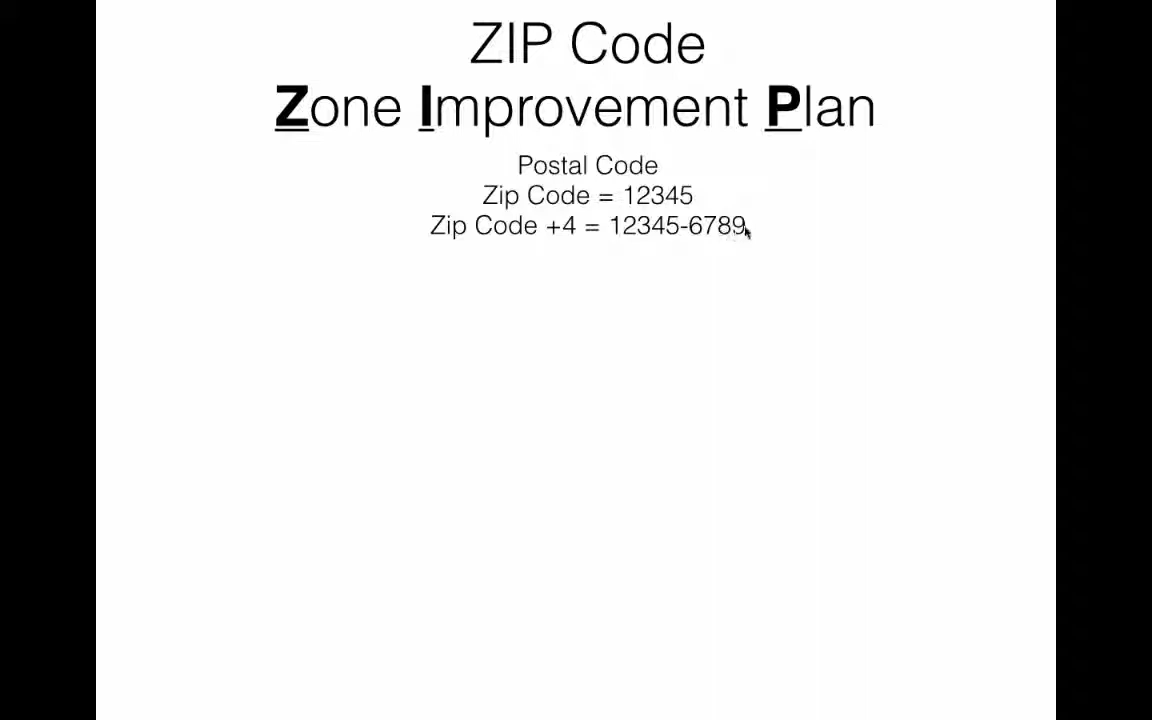 ZIP Code
Zone Improvement Plan
Postal Code
Zip Code = 12345
Zip Code +4 = 12345-6789